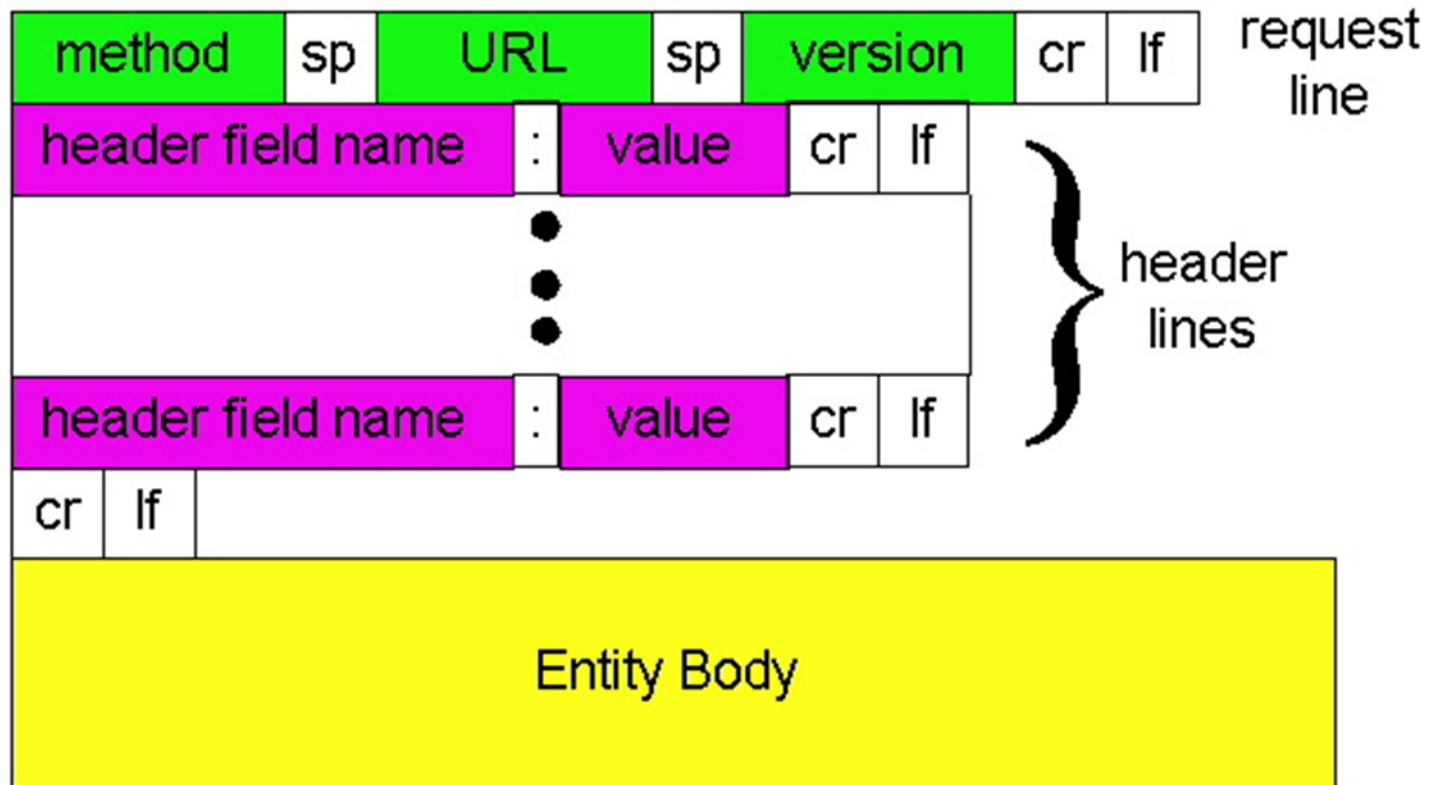 method sp URL sp version cr lf request line
header field name : value cr lf
header lines
header field name : value cr lf
cr lf
Entity Body